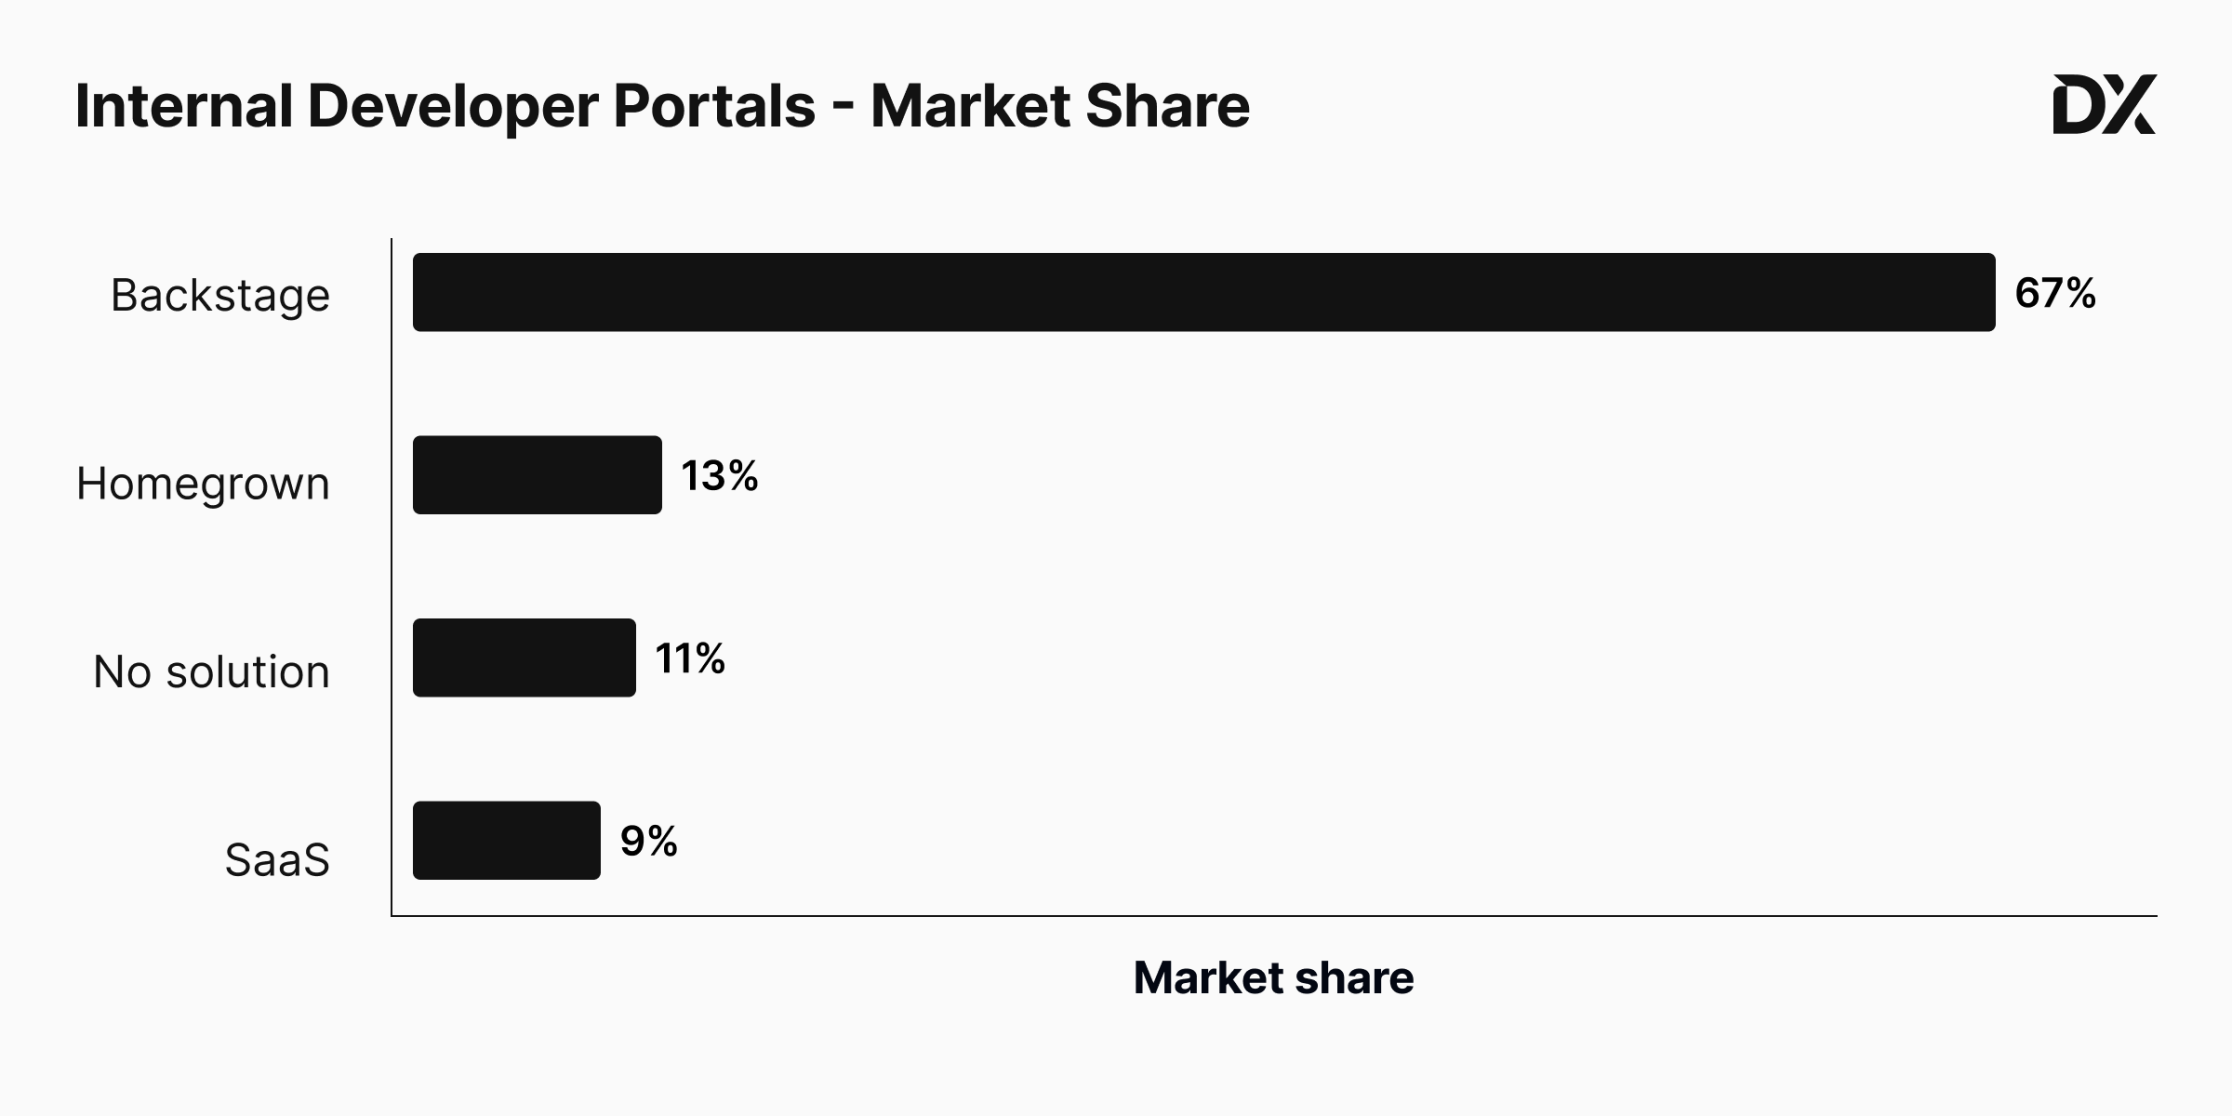 Internal Developer Portals - Market Share
DX
Backstage
67%
Homegrown
13%
No solution
11%
SaaS
9%
Market share